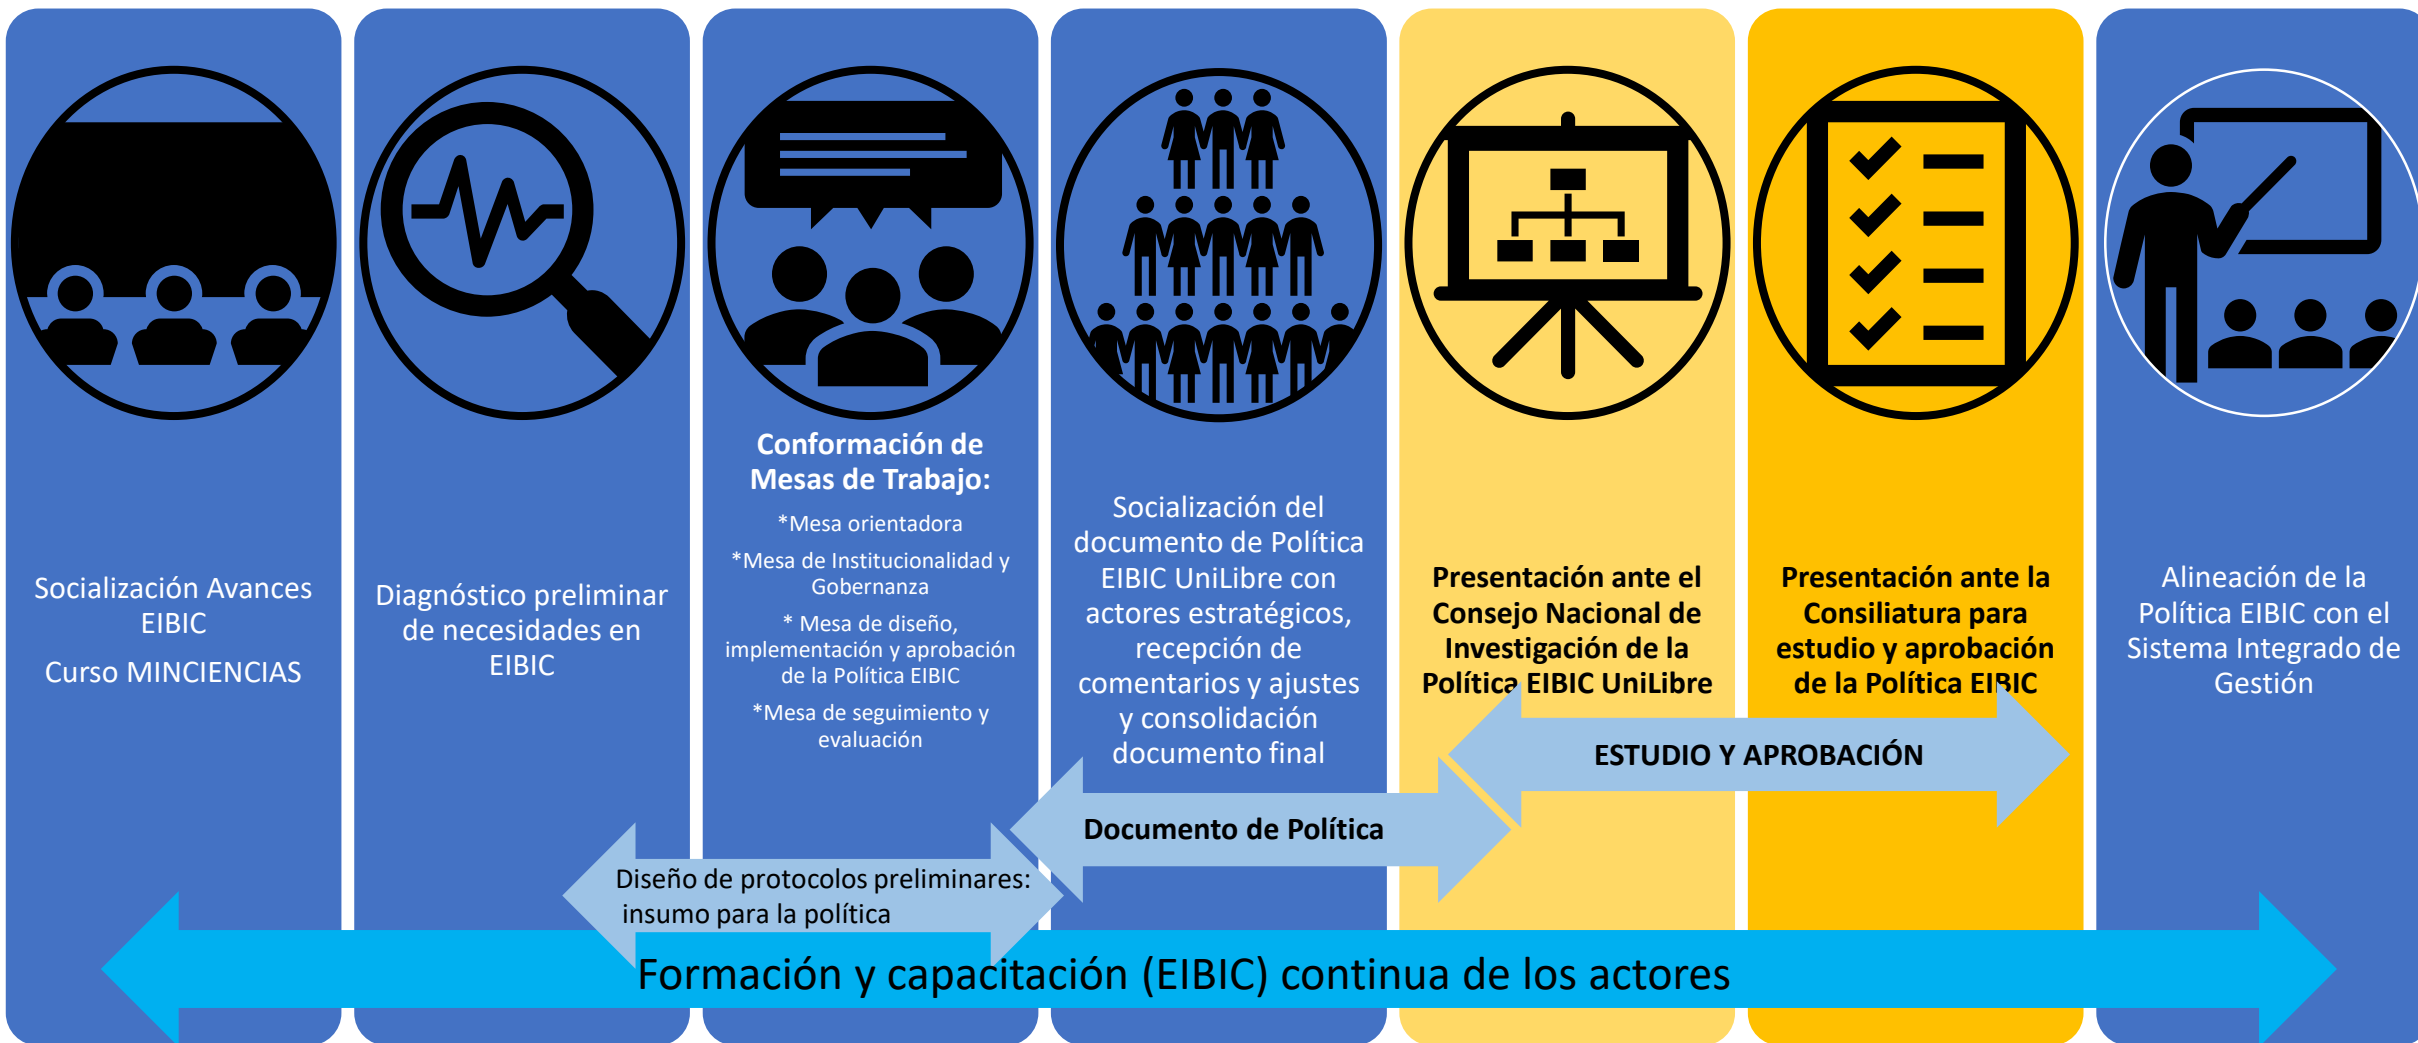 Socialización Avances
EIBIC
Curso MINCIENCIAS
Diagnóstico preliminar
de necesidades en
EIBIC
Conformación de
Mesas de Trabajo:
*Mesa orientadora
*Mesa de Institucionalidad y
Gobernanza
* Mesa de diseño,
implementación y aprobación
de la Política EIBIC
*Mesa de seguimiento y
evaluación
Socialización del
documento de Política
EIBIC UniLibre con
actores estratégicos,
recepción de
comentarios y ajustes
y consolidación
documento final
Presentación ante el
Consejo Nacional de
Investigación de la
Política EIBIC UniLibre
Presentación ante la
Consiliatura para
estudio y aprobación
de la Política EIBIC
Alineación de la
Política EIBIC con el
Sistema Integrado de
Gestión
ESTUDIO Y APROBACIÓN
Documento de Política
Diseño de protocolos preliminares:
insumo para la política
Formación y capacitación (EIBIC) continua de los actores